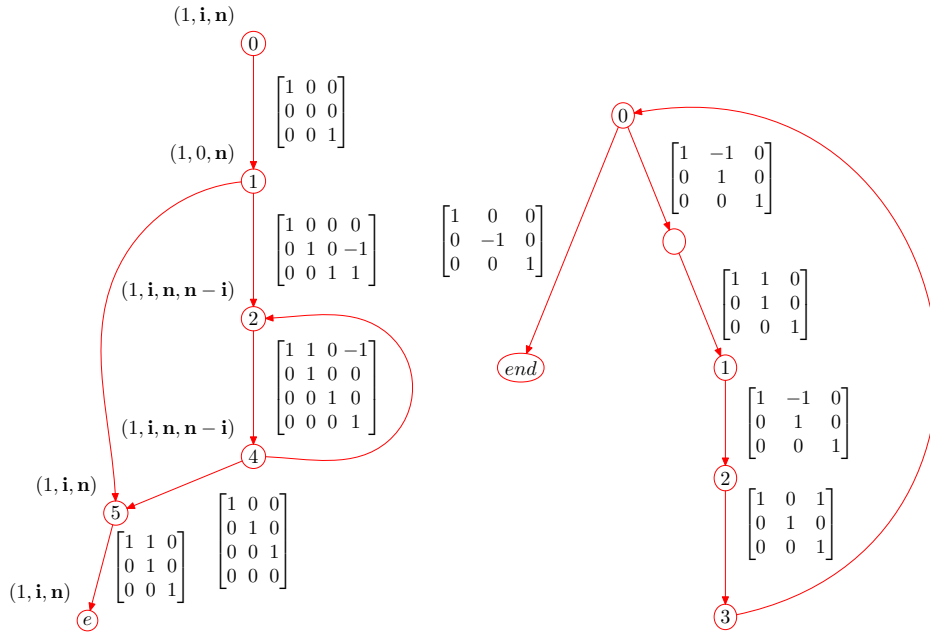 (1, i, n)
0
[1 0 0
0 0 0
0 0 1]
(1, 0, n)
1
[1 0 0 0
0 1 0 −1
0 0 1 1]
(1, i, n, n − i)
2
[1 1 0 −1
0 1 0 0
0 0 1 0
0 0 0 1]
(1, i, n, n − i)
4
(1, i, n)
5
[1 0 0
0 1 0
0 0 1
0 0 0]
[1 1 0
0 1 0
0 0 1]
(1, i, n)
e
0
[1 −1 0
0 1 0
0 0 1]
[1 0 0
0 −1 0
0 0 1]
[1 1 0
0 1 0
0 0 1]
end
1
[1 −1 0
0 1 0
0 0 1]
2
[1 0 1
0 1 0
0 0 1]
3